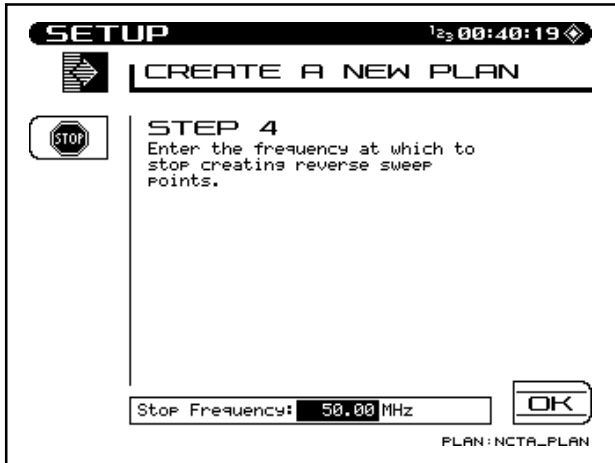 SETUP 123 00:40:19
CREATE A NEW PLAN
STOP
STEP 4
Enter the frequency at which to
stop creating reverse sweep
points.
Stop Frequency: 50.00 MHz
OK
PLAN:NCTA_PLAN